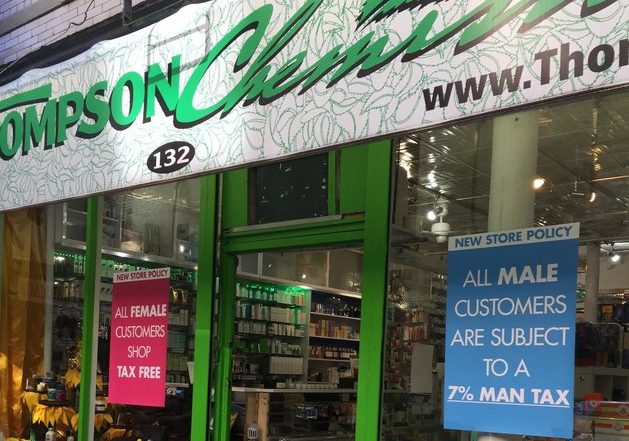 THOMPSON Chemists
www.Thom
132
NEW STORE POLICY
ALL FEMALE
CUSTOMERS
SHOP
TAX FREE
NEW STORE POLICY
ALL MALE
CUSTOMERS
ARE SUBJECT
TO A
7% MAN TAX